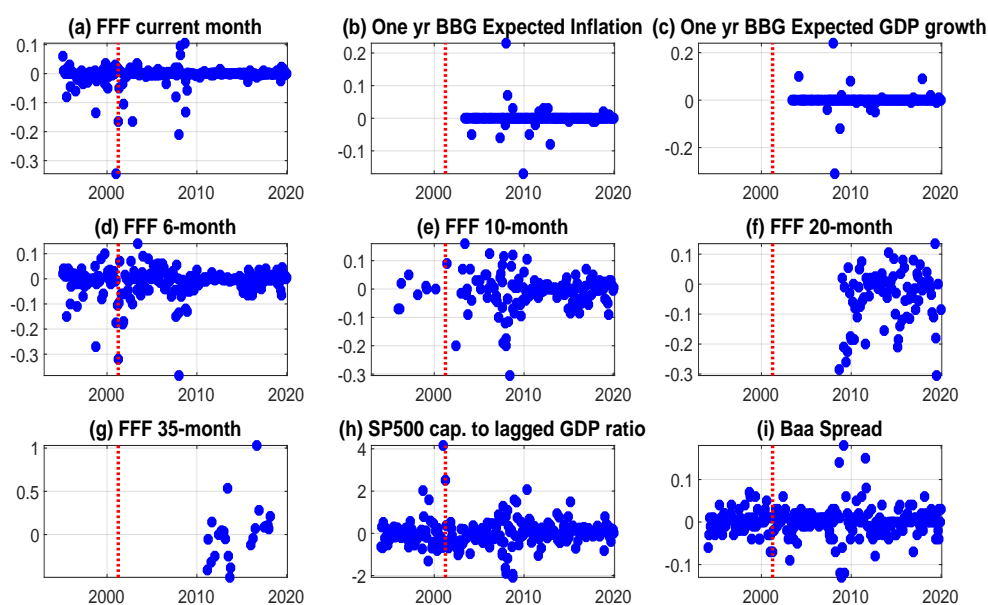 (a) FFF current month
0.1
0
-0.1
-0.2
-0.3
2000 2010 2020
(b) One yr BBG Expected Inflation
0.2
0.1
0
-0.1
2000 2010 2020
(c) One yr BBG Expected GDP growth
0.2
0
-0.2
2000 2010 2020
(d) FFF 6-month
0.1
0
-0.1
-0.2
-0.3
2000 2010 2020
(e) FFF 10-month
0.1
0
-0.1
-0.2
-0.3
2000 2010 2020
(f) FFF 20-month
0.1
0
-0.1
-0.2
-0.3
2000 2010 2020
(g) FFF 35-month
1
0.5
0
2000 2010 2020
(h) SP500 cap. to lagged GDP ratio
4
2
0
-2
2000 2010 2020
(i) Baa Spread
0.1
0
-0.1
2000 2010 2020